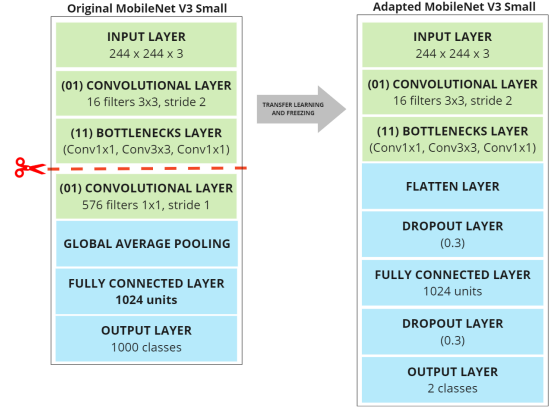 Original MobileNet V3 Small
INPUT LAYER
244 x 244 x 3
(01) CONVOLUTIONAL LAYER
16 filters 3x3, stride 2
(11) BOTTLENECKS LAYER
(Conv1x1, Conv3x3, Conv1x1)
(01) CONVOLUTIONAL LAYER
576 filters 1x1, stride 1
GLOBAL AVERAGE POOLING
FULLY CONNECTED LAYER
1024 units
OUTPUT LAYER
1000 classes
TRANSFER LEARNING
AND FREEZING
Adapted MobileNet V3 Small
INPUT LAYER
244 x 244 x 3
(01) CONVOLUTIONAL LAYER
16 filters 3x3, stride 2
(11) BOTTLENECKS LAYER
(Conv1x1, Conv3x3, Conv1x1)
FLATTEN LAYER
DROPOUT LAYER
(0.3)
FULLY CONNECTED LAYER
1024 units
DROPOUT LAYER
(0.3)
OUTPUT LAYER
2 classes